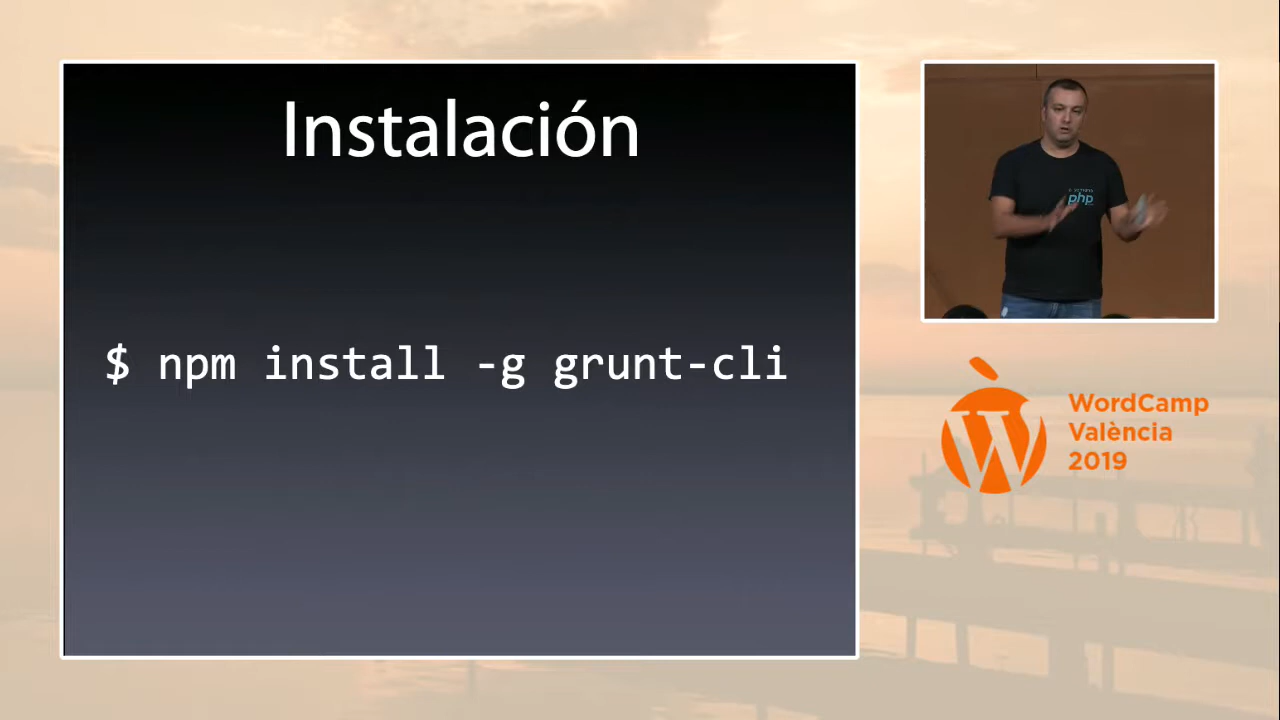 Instalación
$ npm install -g grunt-cli
php
WordCamp
València
2019